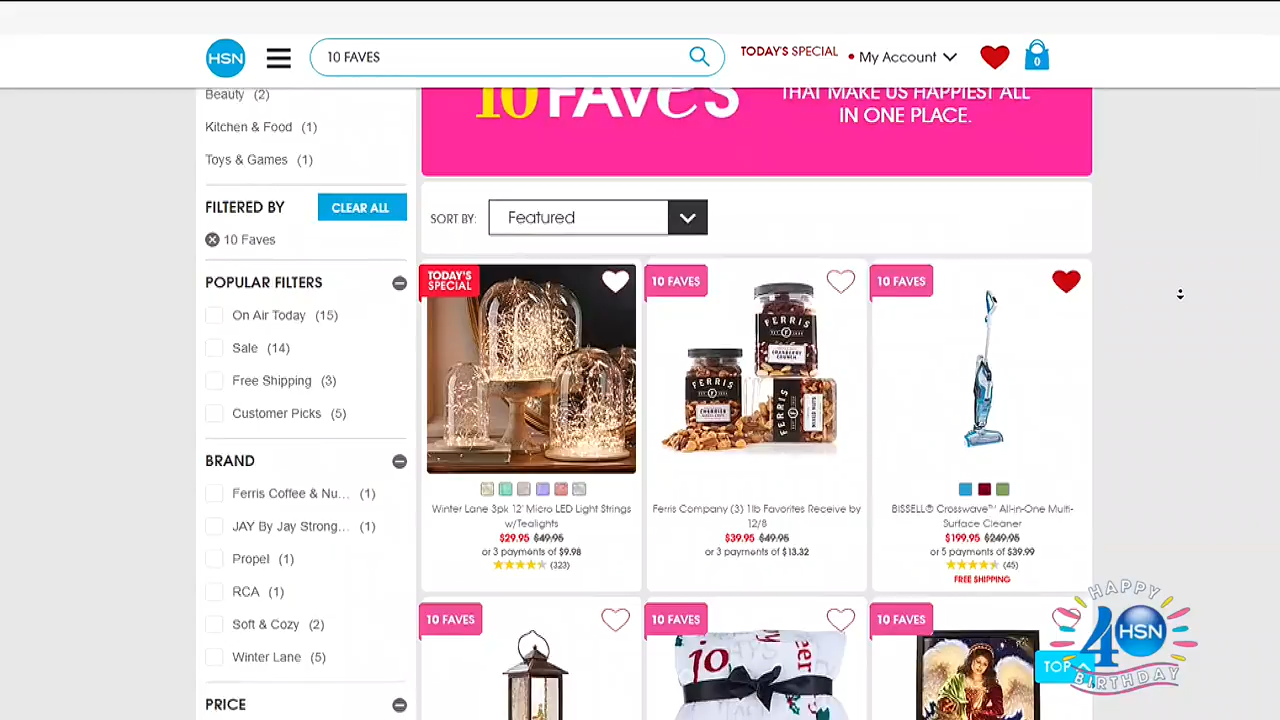 HSN
10 FAVES
TODAY'S SPECIAL
My Account
0
Beauty (2)
Kitchen & Food (1)
Toys & Games (1)
10 FAVES
THAT MAKE US HAPPIEST ALL
IN ONE PLACE.
FILTERED BY
CLEAR ALL
10 Faves
SORT BY:
Featured
POPULAR FILTERS
On Air Today (15)
Sale (14)
Free Shipping (3)
Customer Picks (5)
BRAND
Ferris Coffee & Nu... (1)
JAY By Jay Strong... (1)
Propel (1)
RCA (1)
Soft & Cozy (2)
Winter Lane (5)
PRICE
TODAY'S
SPECIAL
Winter Lane 3pk 12' Micro LED Light Strings
w/Tealights
$29.95 $49.95
or 3 payments of $9.98
(323)
10 FAVES
FERRIS
F
CRANBERRY
CRUNCH
FERRIS
F
CHERRIES
FERRIS
F
Ferris Company (3) 1lb Favorites Receive by
12/8
$39.95 $49.95
or 3 payments of $13.32
10 FAVES
BISSELL® Crosswave™ All-in-One Multi-
Surface Cleaner
$199.95 $249.95
or 5 payments of $39.99
(45)
FREE SHIPPING
10 FAVES
10 FAVES
10 FAVES
TOP
HAPPY
40
HSN
BIRTHDAY